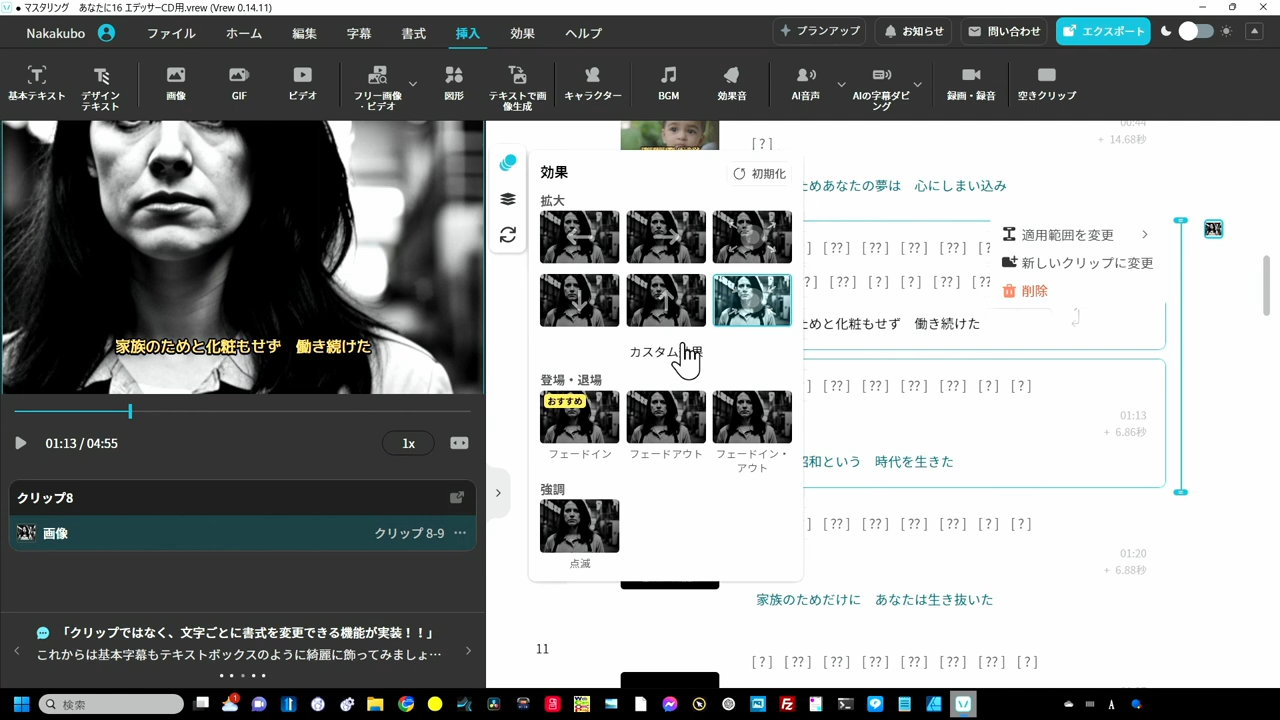 ● マスタリング　あなたに16 エデッサーCD用.vrew (Vrew 0.14.11)
Nakakubo ファイル ホーム 編集 字幕 書式 挿入 効果 ヘルプ プランアップ お知らせ 問い合わせ エクスポート
基本テキスト デザインテキスト 画像 GIF ビデオ フリー画像・ビデオ 図形 テキストで画像生成 キャラクター BGM 効果音 AI音声 AIの字幕ダビング 録画・録音 空きクリップ
家族のためと化粧もせず　働き続けた
01:13 / 04:55
1x
クリップ8
画像 クリップ 8-9 …
「クリップではなく、文字ごとに書式を変更できる機能が実装！！」
これからは基本字幕もテキストボックスのように綺麗に飾ってみましょ…
効果 初期化
拡大
カスタム効果
登場・退場
おすすめ
フェードイン フェードアウト フェードイン・アウト
強調
点滅
00:44
+ 14.68秒
[?]
ためあなたの夢は　心にしまい込み
[??] [??] [??] [??]
[??] [?] [??] [??]
適用範囲を変更
新しいクリップに変更
削除
ためと化粧もせず　働き続けた
[??] [??] [??] [??] [?] [?]
01:13
+ 6.86秒
昭和という　時代を生きた
[??] [??] [??] [??] [?] [?]
01:20
+ 6.88秒
家族のためだけに　あなたは生き抜いた
11
[?] [??] [??] [??] [??] [??] [?]
検索